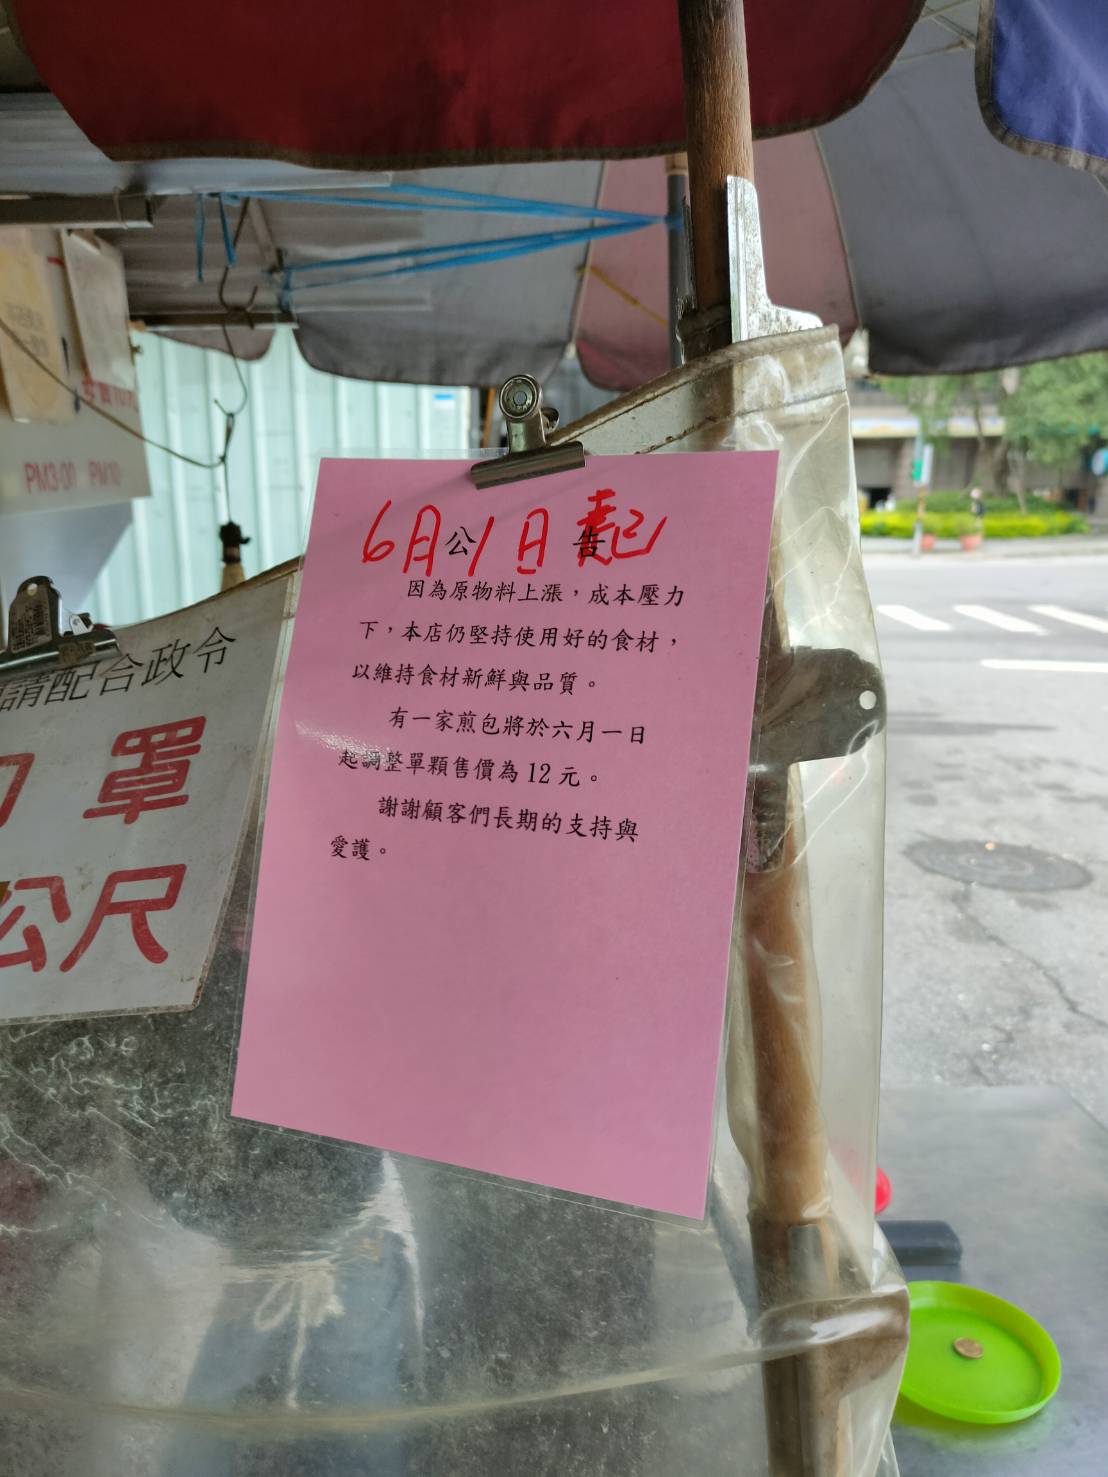 6月1日起
公告
因為原物料上漲，成本壓力
下，本店仍堅持使用好的食材，
以維持食材新鮮與品質。
有一家煎包將於六月一日
起調整單顆售價為12元。
謝謝顧客們長期的支持與
愛護。
請配合政令
罩
公尺